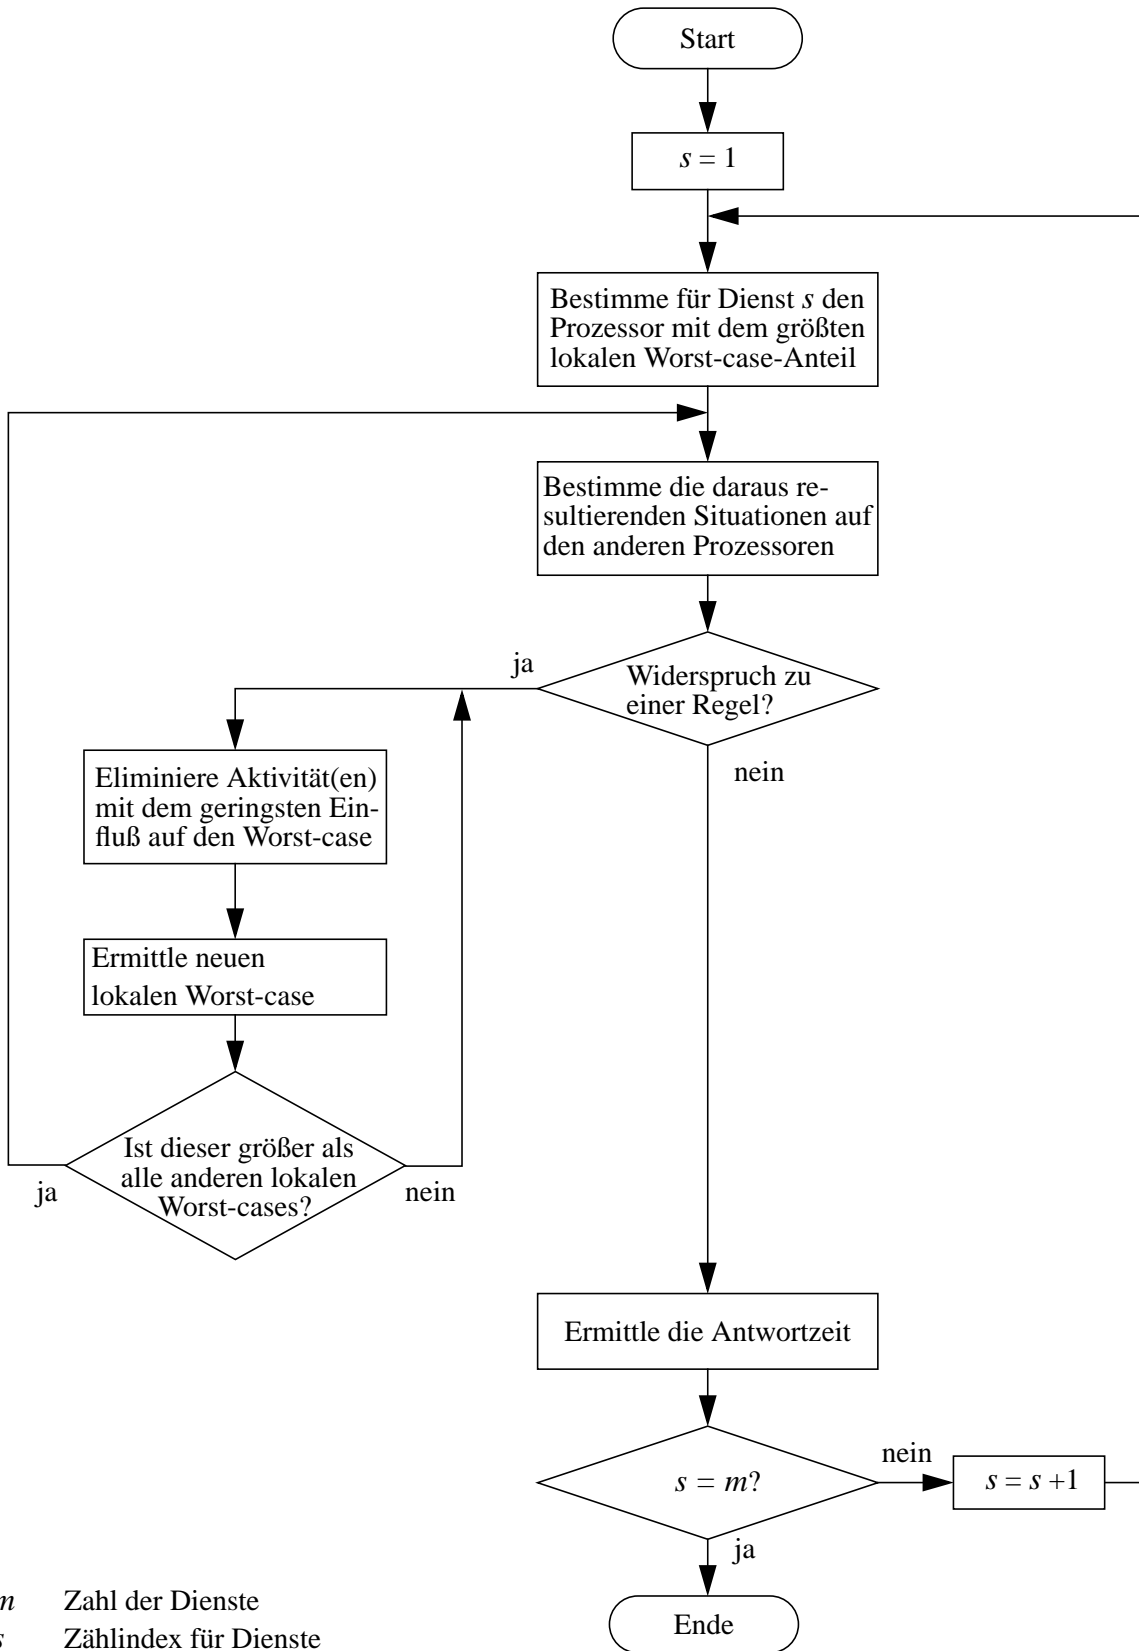 Start
s = 1
Bestimme für Dienst s den
Prozessor mit dem größten
lokalen Worst-case-Anteil
Bestimme die daraus re-
sultierenden Situationen auf
den anderen Prozessoren
ja
Widerspruch zu
einer Regel?
nein
Eliminiere Aktivität(en)
mit dem geringsten Ein-
fluß auf den Worst-case
Ermittle neuen
lokalen Worst-case
Ist dieser größer als
alle anderen lokalen
Worst-cases?
ja
nein
Ermittle die Antwortzeit
s = m?
nein
s = s +1
ja
Ende
m Zahl der Dienste
s Zählindex für Dienste